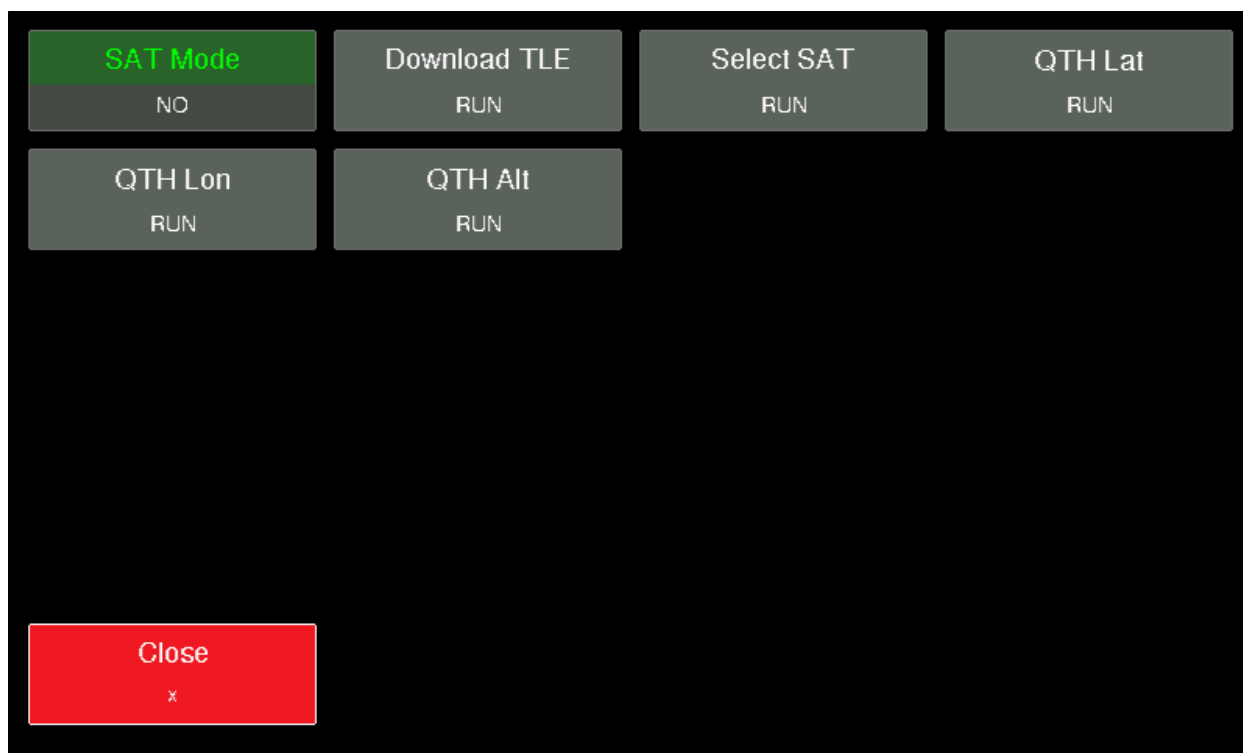 SAT Mode
NO
Download TLE
RUN
Select SAT
RUN
QTH Lat
RUN
QTH Lon
RUN
QTH Alt
RUN
Close
x